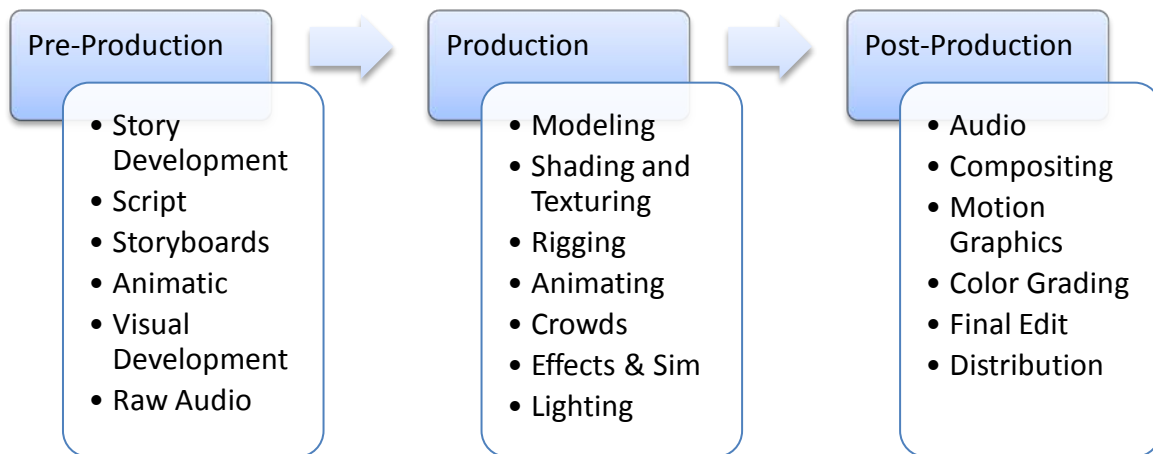 Pre-Production
• Story
Development
• Script
• Storyboards
• Animatic
• Visual
Development
• Raw Audio
Production
• Modeling
• Shading and
Texturing
• Rigging
• Animating
• Crowds
• Effects & Sim
• Lighting
Post-Production
• Audio
• Compositing
• Motion
Graphics
• Color Grading
• Final Edit
• Distribution